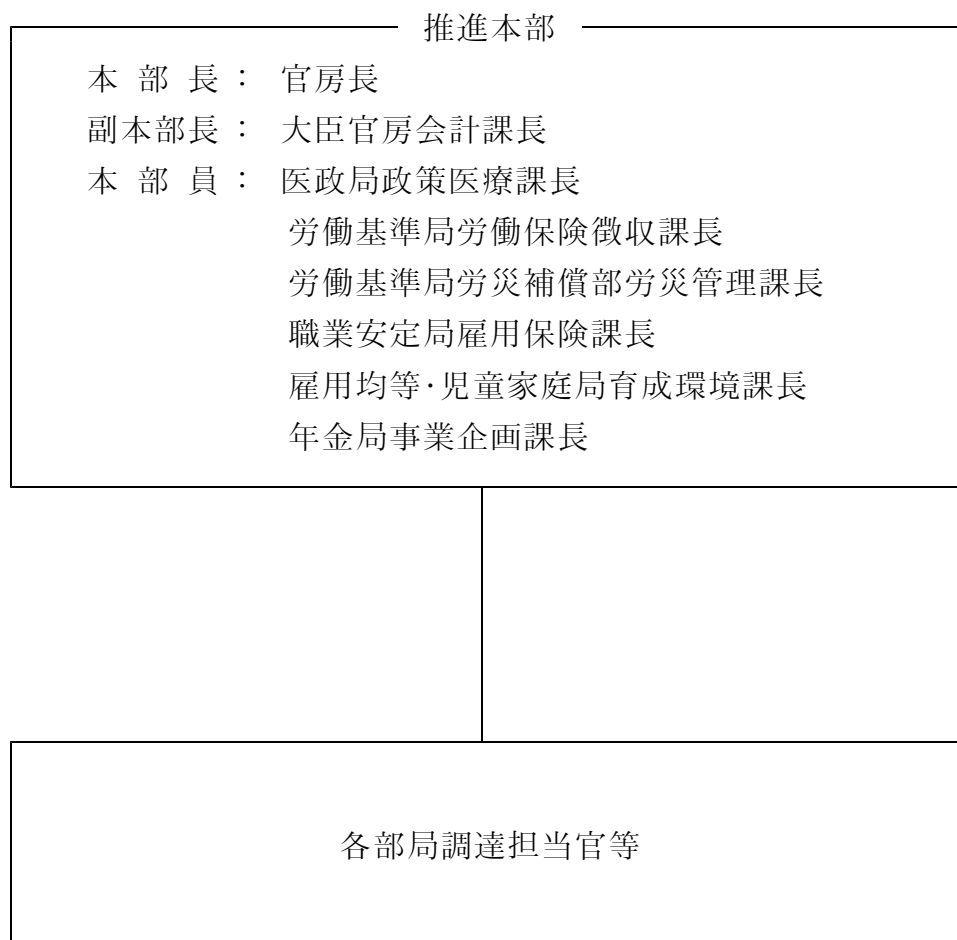 推進本部
本部長： 官房長
副本部長： 大臣官房会計課長
本部員： 医政局政策医療課長
労働基準局労働保険徴収課長
労働基準局労災補償部労災管理課長
職業安定局雇用保険課長
雇用均等・児童家庭局育成環境課長
年金局事業企画課長
各部局調達担当官等